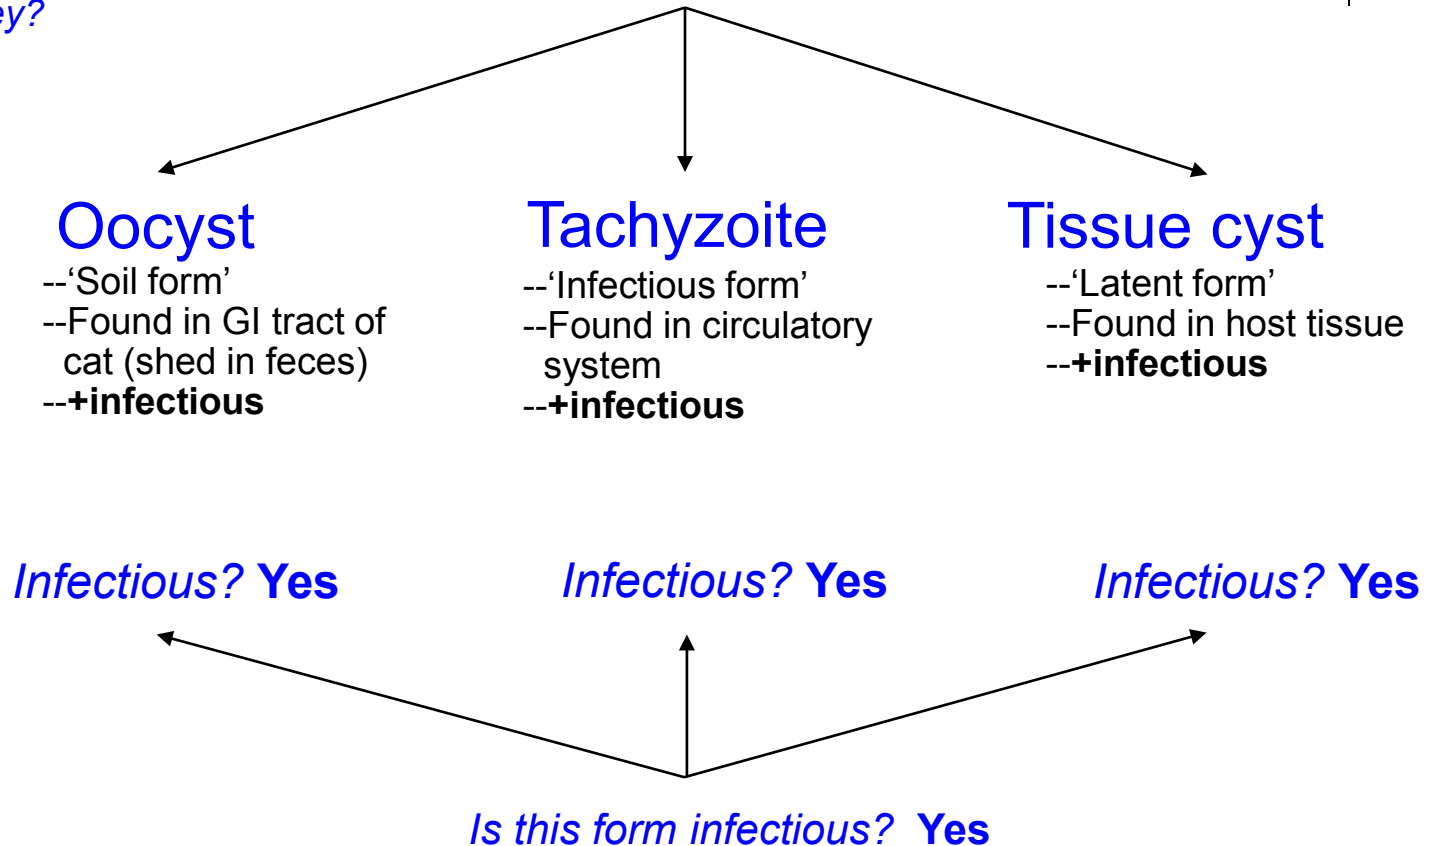 ey?
Oocyst
--‘Soil form’
--Found in GI tract of
cat (shed in feces)
--+infectious
Tachyzoite
--‘Infectious form’
--Found in circulatory
system
--+infectious
Tissue cyst
--‘Latent form’
--Found in host tissue
--+infectious
Infectious? Yes
Infectious? Yes
Infectious? Yes
Is this form infectious? Yes